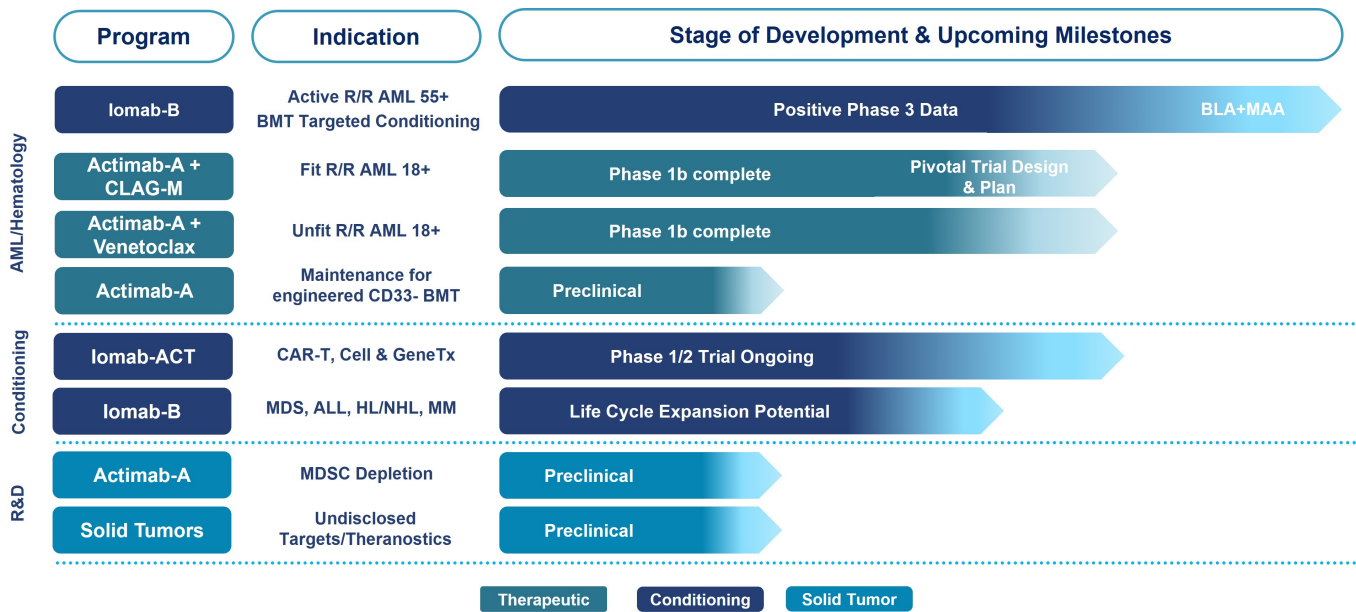 Program
Indication
Stage of Development & Upcoming Milestones
AML/Hematology
Iomab-B
Active R/R AML 55+
BMT Targeted Conditioning
Positive Phase 3 Data
BLA+MAA
Actimab-A +
CLAG-M
Fit R/R AML 18+
Phase 1b complete
Pivotal Trial Design
& Plan
Actimab-A +
Venetoclax
Unfit R/R AML 18+
Phase 1b complete
Actimab-A
Maintenance for
engineered CD33- BMT
Preclinical
Conditioning
Iomab-ACT
CAR-T, Cell & GeneTx
Phase 1/2 Trial Ongoing
Iomab-B
MDS, ALL, HL/NHL, MM
Life Cycle Expansion Potential
R&D
Actimab-A
MDSC Depletion
Preclinical
Solid Tumors
Undisclosed
Targets/Theranostics
Preclinical
Therapeutic
Conditioning
Solid Tumor